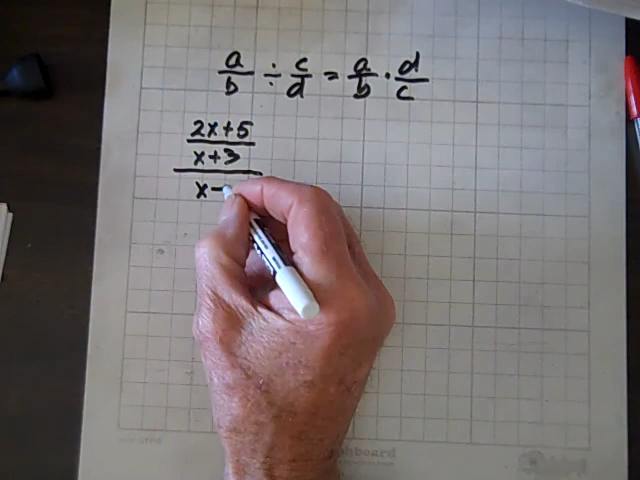 a/b ÷ c/d = a/b · d/c
2x+5
x+3
x-